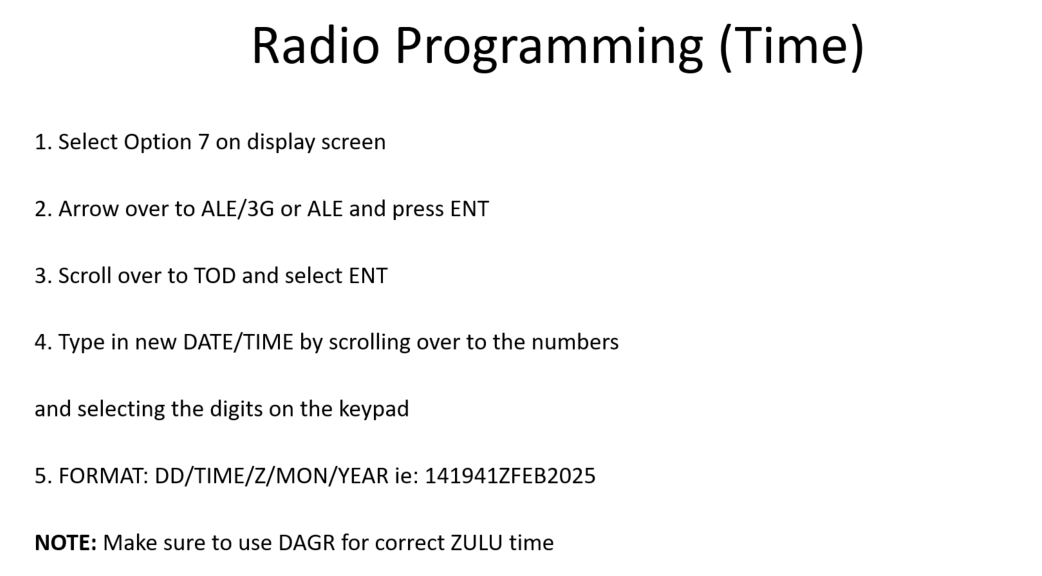 Radio Programming (Time)
1. Select Option 7 on display screen
2. Arrow over to ALE/3G or ALE and press ENT
3. Scroll over to TOD and select ENT
4. Type in new DATE/TIME by scrolling over to the numbers
and selecting the digits on the keypad
5. FORMAT: DD/TIME/Z/MON/YEAR ie: 141941ZFEB2025
NOTE: Make sure to use DAGR for correct ZULU time